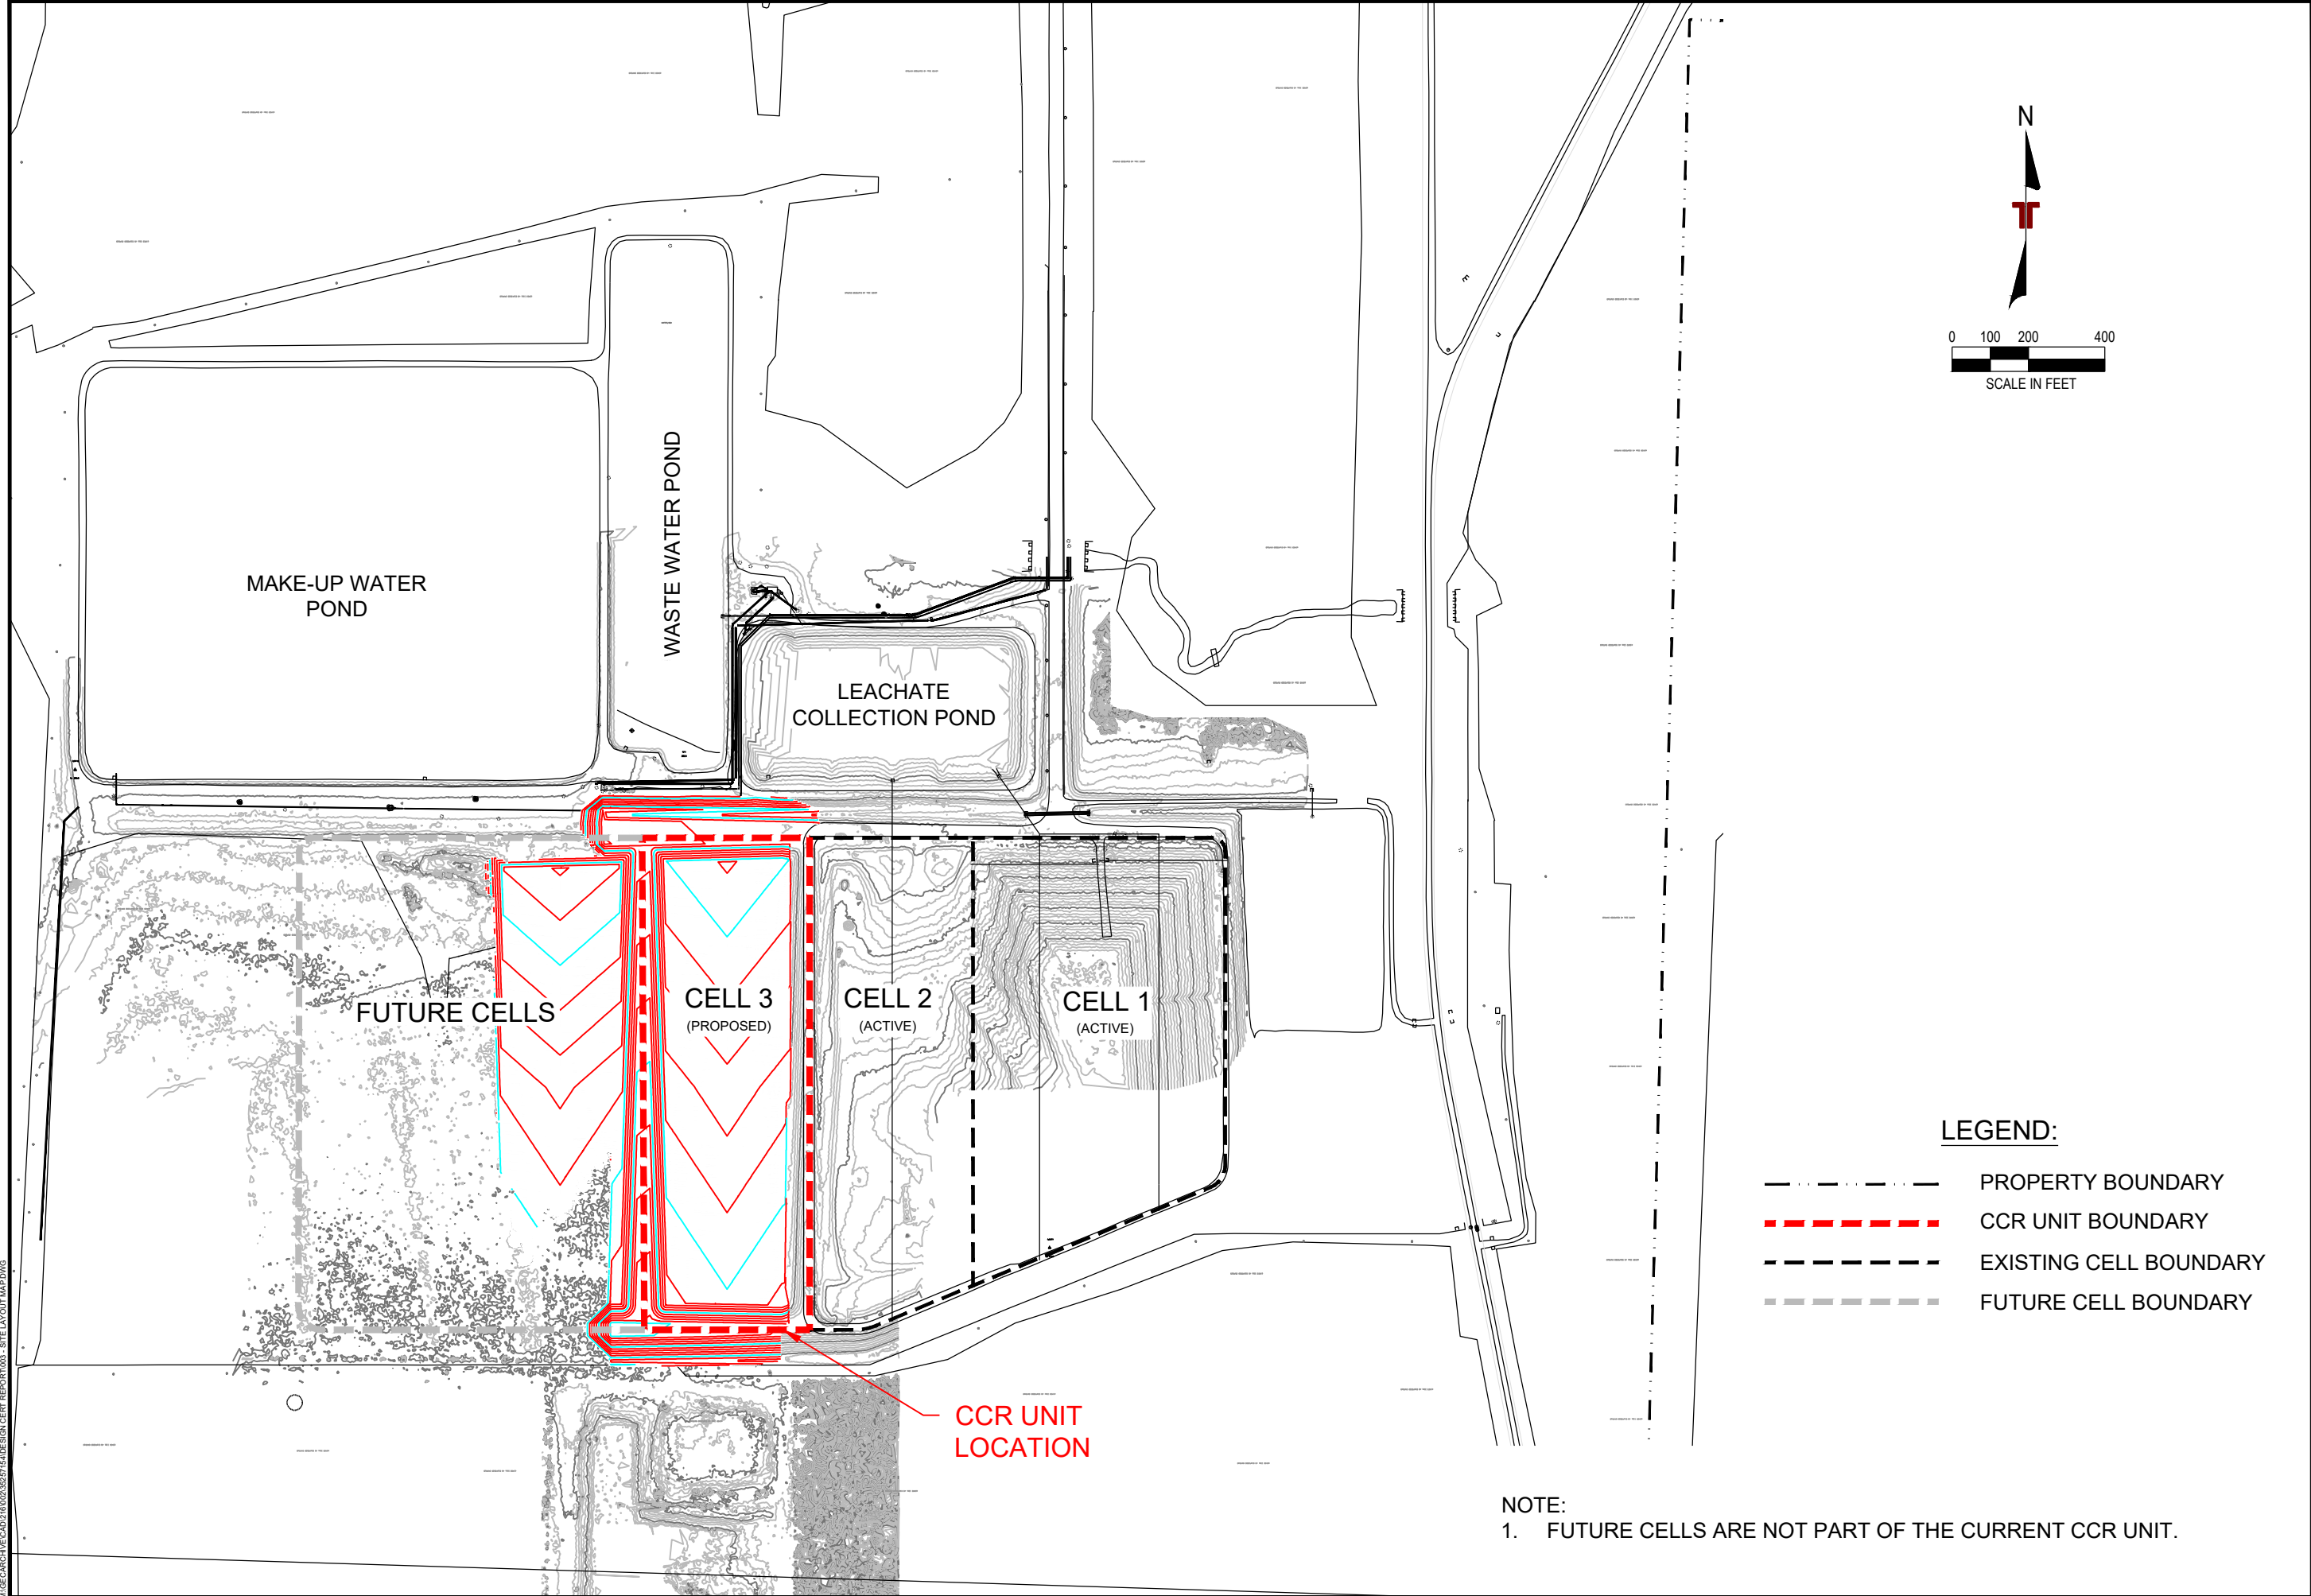 N
0 100 200 400
SCALE IN FEET
WASTE WATER POND
MAKE-UP WATER
POND
LEACHATE
COLLECTION POND
FUTURE CELLS
CELL 3
(PROPOSED)
CELL 2
(ACTIVE)
CELL 1
(ACTIVE)
CCR UNIT
LOCATION
LEGEND:
PROPERTY BOUNDARY
CCR UNIT BOUNDARY
EXISTING CELL BOUNDARY
FUTURE CELL BOUNDARY
NOTE:
1. FUTURE CELLS ARE NOT PART OF THE CURRENT CCR UNIT.